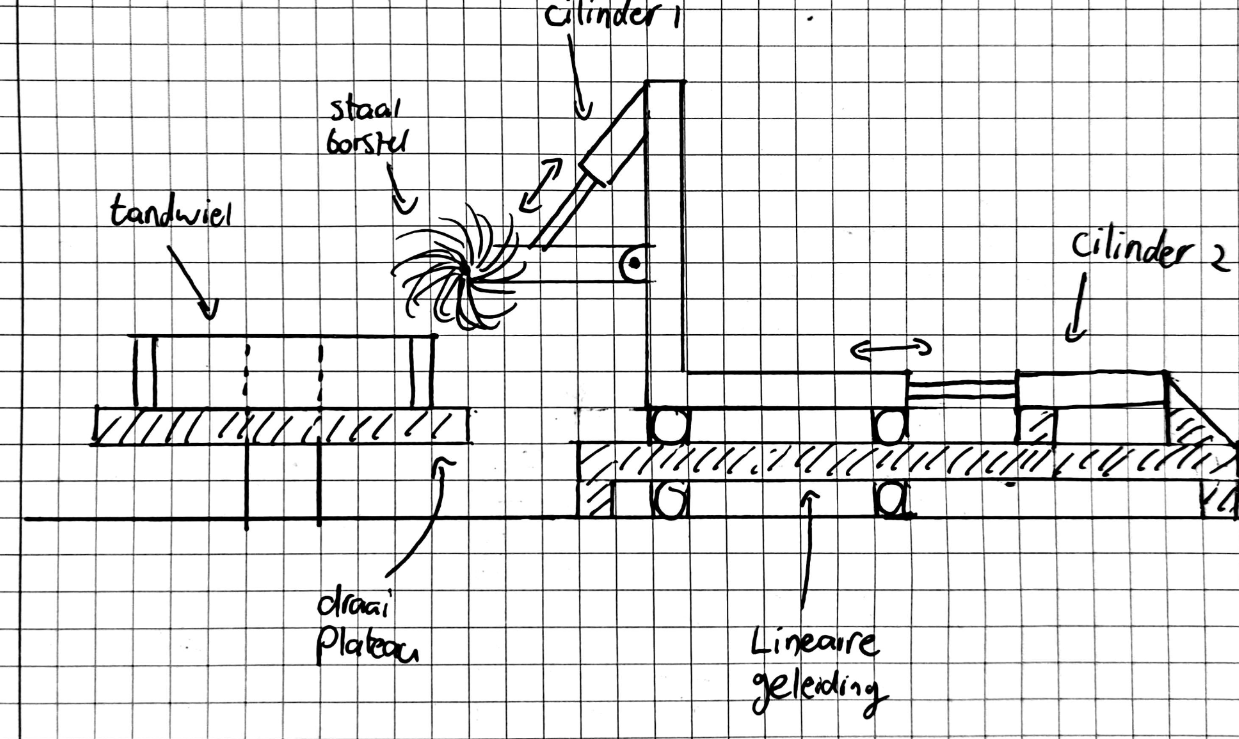 cilinder 1
staal
borstel
tandwiel
cilinder 2
draai
Plateau
Lineaire
geleiding